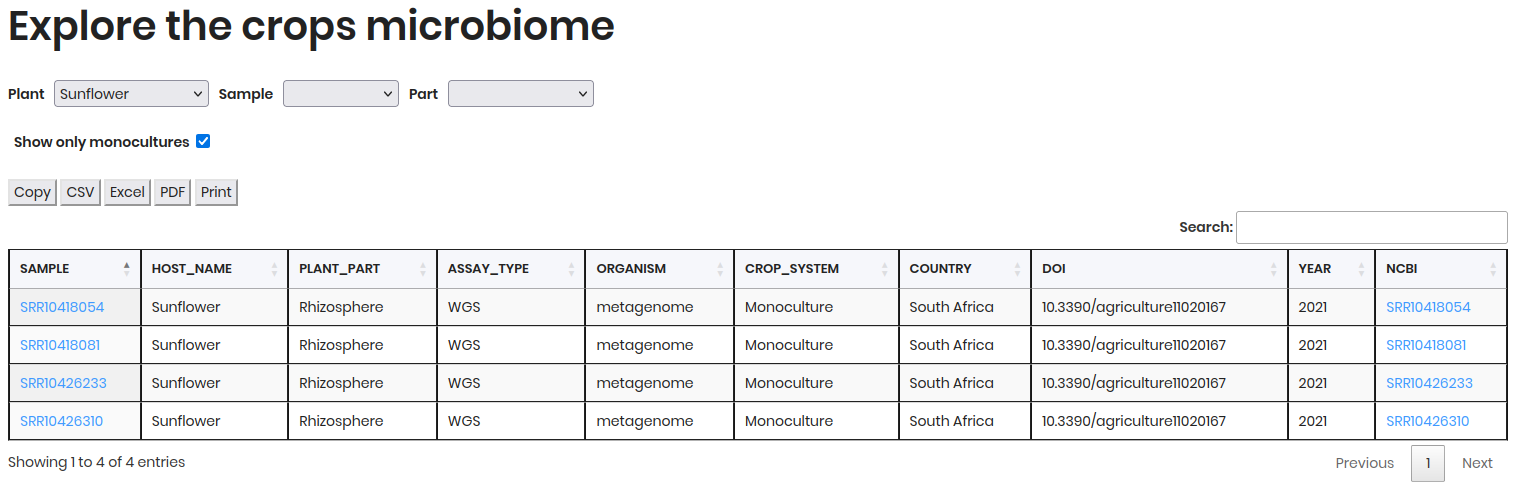 Explore the crops microbiome
Plant Sunflower Sample Part
Show only monocultures
Copy CSV Excel PDF Print
Search:
SAMPLE HOST_NAME PLANT_PART ASSAY_TYPE ORGANISM CROP_SYSTEM COUNTRY DOI YEAR NCBI
SRR10418054 Sunflower Rhizosphere WGS metagenome Monoculture South Africa 10.3390/agriculture11020167 2021 SRR10418054
SRR10418081 Sunflower Rhizosphere WGS metagenome Monoculture South Africa 10.3390/agriculture11020167 2021 SRR10418081
SRR10426233 Sunflower Rhizosphere WGS metagenome Monoculture South Africa 10.3390/agriculture11020167 2021 SRR10426233
SRR10426310 Sunflower Rhizosphere WGS metagenome Monoculture South Africa 10.3390/agriculture11020167 2021 SRR10426310
Showing 1 to 4 of 4 entries
Previous 1 Next